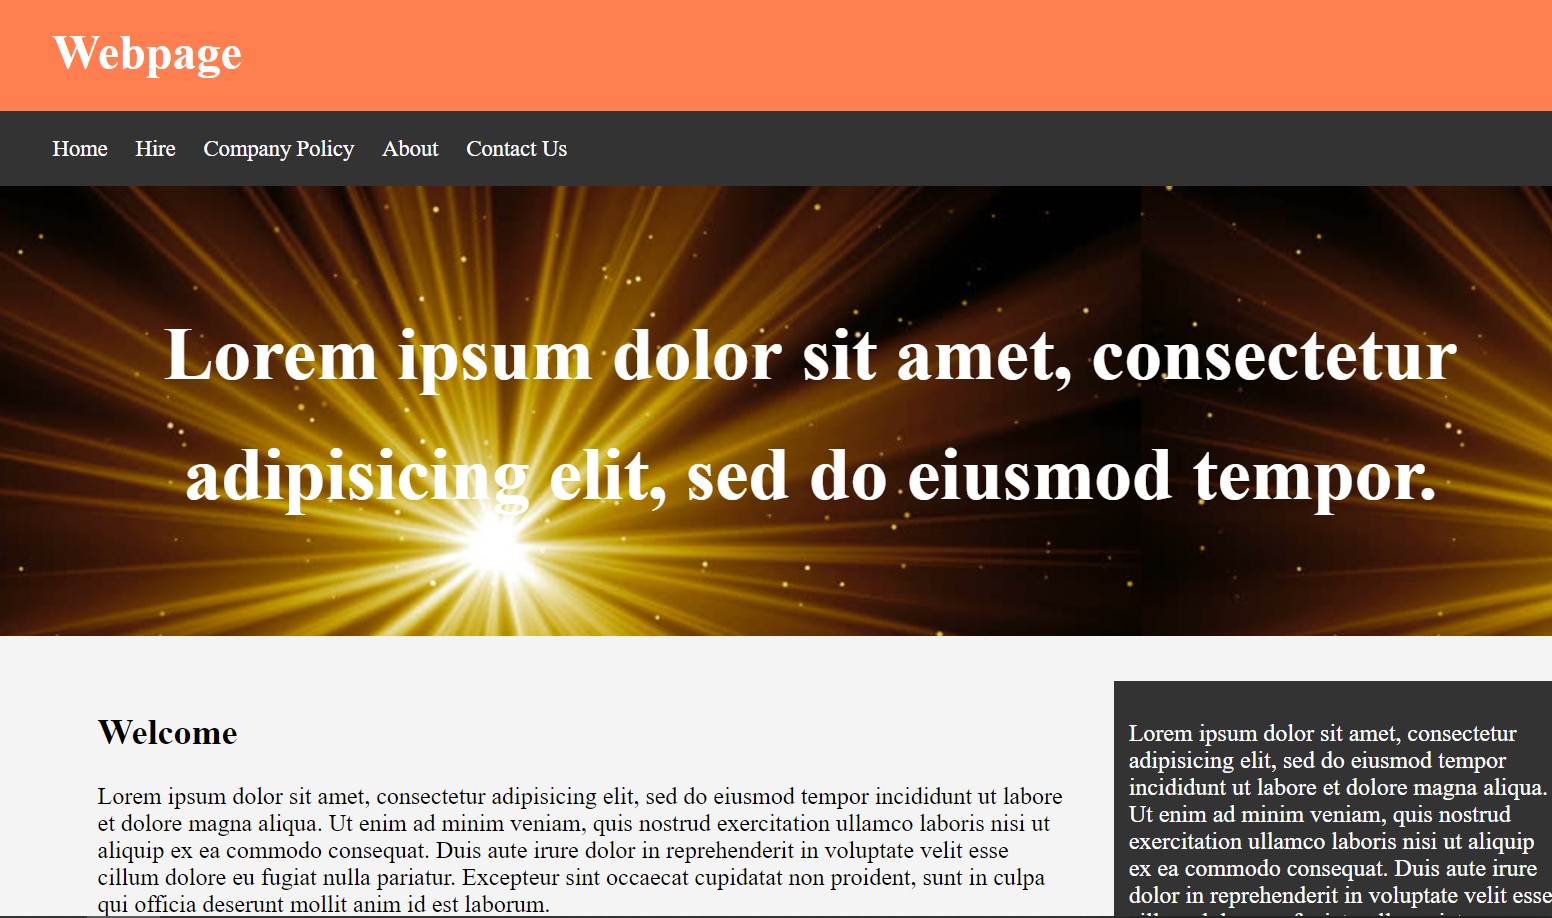 Webpage
Home Hire Company Policy About Contact Us
Lorem ipsum dolor sit amet, consectetur
adipisicing elit, sed do eiusmod tempor.
Welcome
Lorem ipsum dolor sit amet, consectetur adipisicing elit, sed do eiusmod tempor incididunt ut labore
et dolore magna aliqua. Ut enim ad minim veniam, quis nostrud exercitation ullamco laboris nisi ut
aliquip ex ea commodo consequat. Duis aute irure dolor in reprehenderit in voluptate velit esse
cillum dolore eu fugiat nulla pariatur. Excepteur sint occaecat cupidatat non proident, sunt in culpa
qui officia deserunt mollit anim id est laborum.
Lorem ipsum dolor sit amet, consectetur
adipisicing elit, sed do eiusmod tempor
incididunt ut labore et dolore magna aliqua.
Ut enim ad minim veniam, quis nostrud
exercitation ullamco laboris nisi ut aliquip
ex ea commodo consequat. Duis aute irure
dolor in reprehenderit in voluptate velit esse